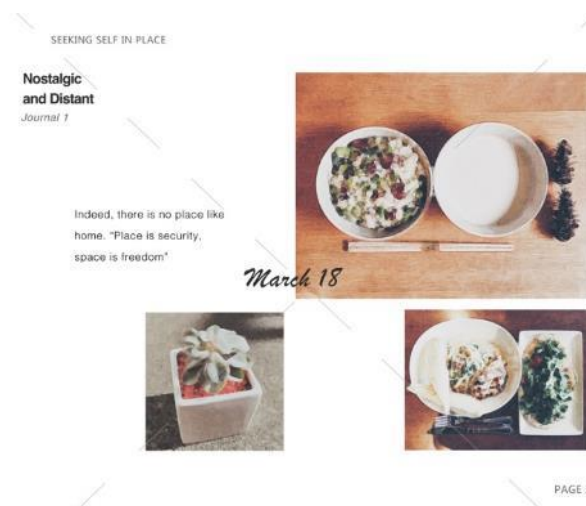 SEEKING SELF IN PLACE
Nostalgic
and Distant
Journal 1
Indeed, there is no place like
home. "Place is security,
space is freedom"
March 18
PAGE